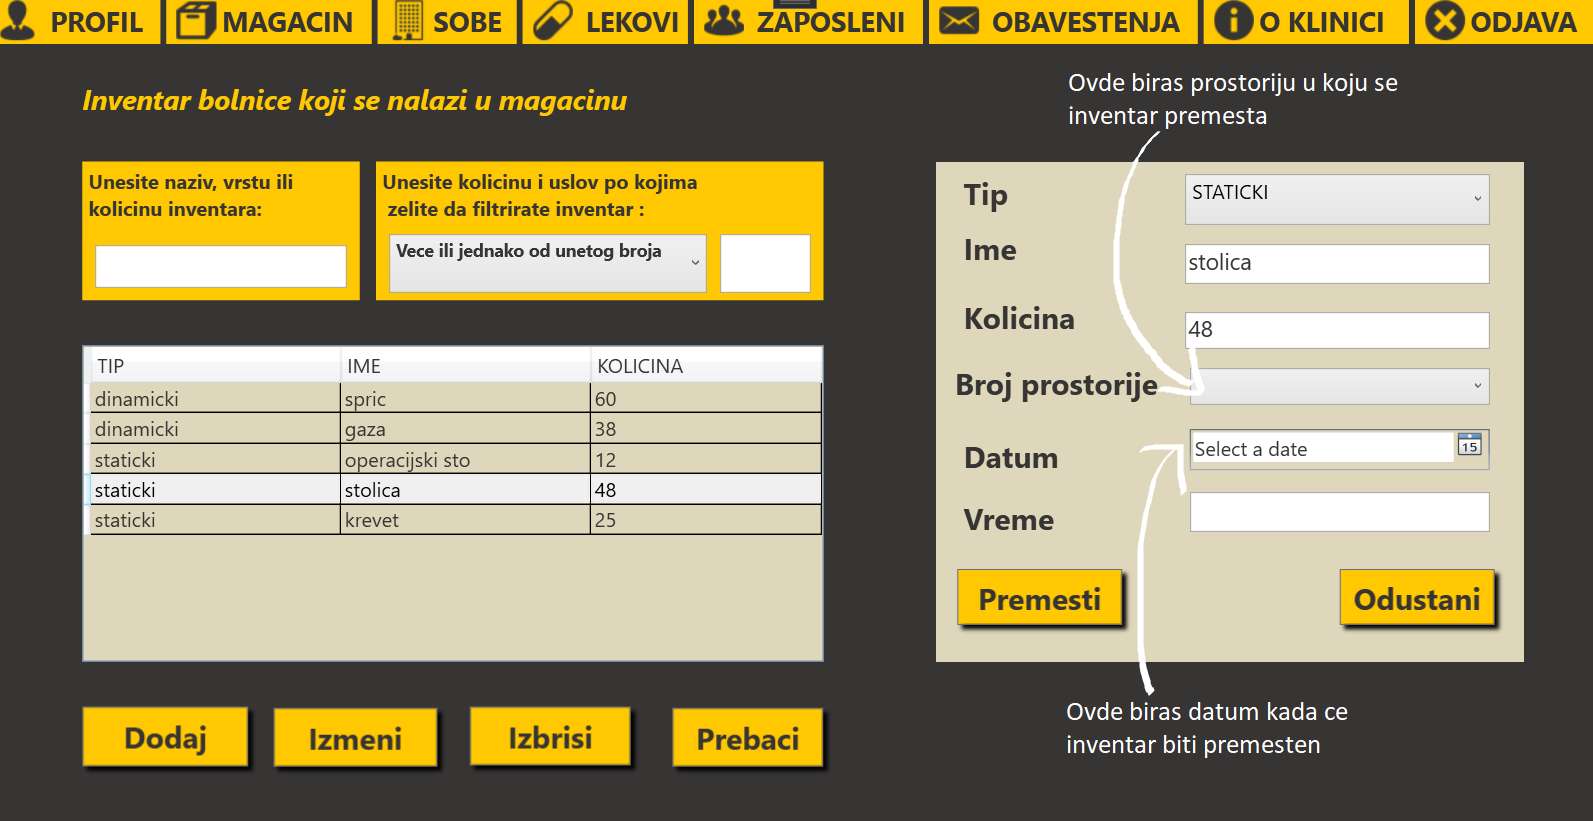 PROFIL MAGACIN SOBE LEKOVI ZAPOSLENI OBAVESTENJA O KLINICI ODJAVA
Inventar bolnice koji se nalazi u magacinu
Unesite naziv, vrstu ili
kolicinu inventara:
Unesite kolicinu i uslov po kojima
zelite da filtrirate inventar :
Vece ili jednako od unetog broja
TIP IME KOLICINA
dinamicki spric 60
dinamicki gaza 38
staticki operacijski sto 12
staticki stolica 48
staticki krevet 25
Dodaj Izmeni Izbrisi Prebaci
Ovde biras prostoriju u koju se
inventar premesta
Tip STATICKI
Ime stolica
Kolicina 48
Broj prostorije
Datum Select a date 15
Vreme
Premesti Odustani
Ovde biras datum kada ce
inventar biti premesten